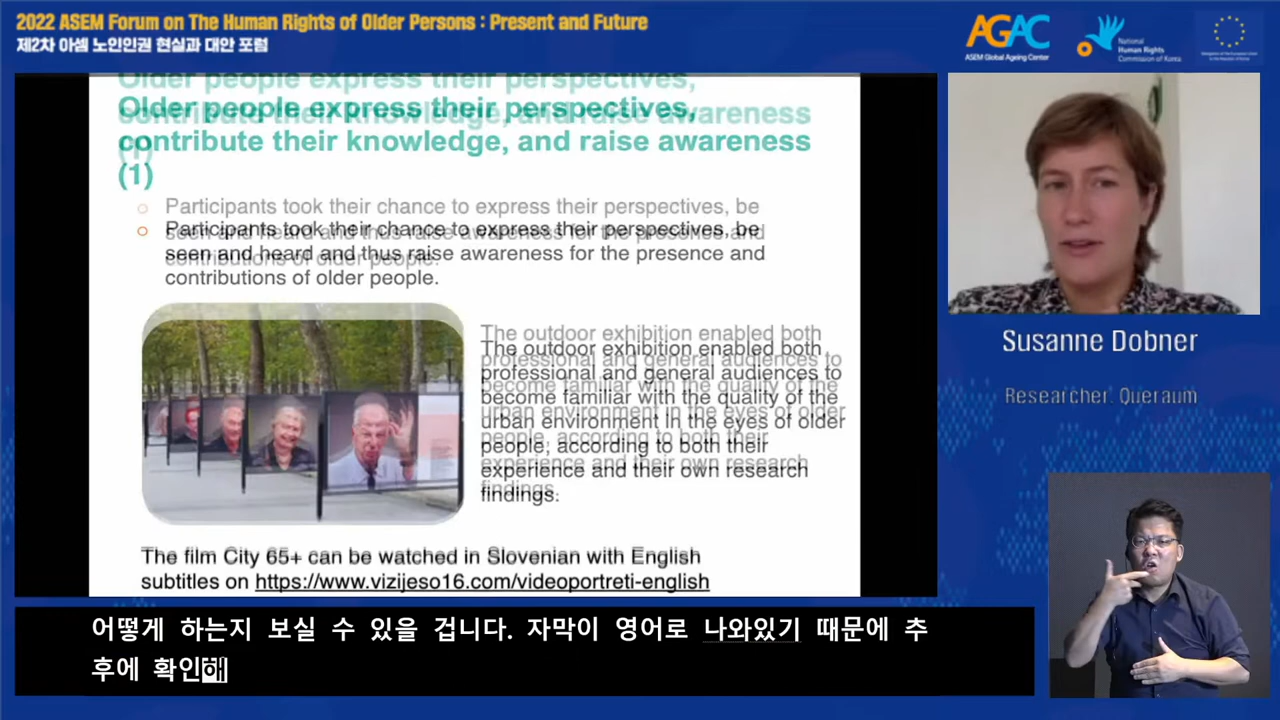 2022 ASEM Forum on The Human Rights of Older Persons : Present and Future
제2차 아셈 노인인권 현실과 대안 포럼
AGAC
ASEM Global Ageing Center
National
Human Rights
Commission of Korea
Older people express their perspectives,
contribute their knowledge, and raise awareness
(1)
Participants took their chance to express their perspectives, be
seen and heard and thus raise awareness for the presence and
contributions of older people.
The outdoor exhibition enabled both
professional and general audiences to
become familiar with the quality of the
urban environment in the eyes of older
people, according to both their
experience and their own research
findings.
The film City 65+ can be watched in Slovenian with English
subtitles on https://www.vizijeso16.com/videoportreti-english
Susanne Dobner
Researcher. Queraum
어떻게 하는지 보실 수 있을 겁니다. 자막이 영어로 나와있기 때문에 추
후에 확인해